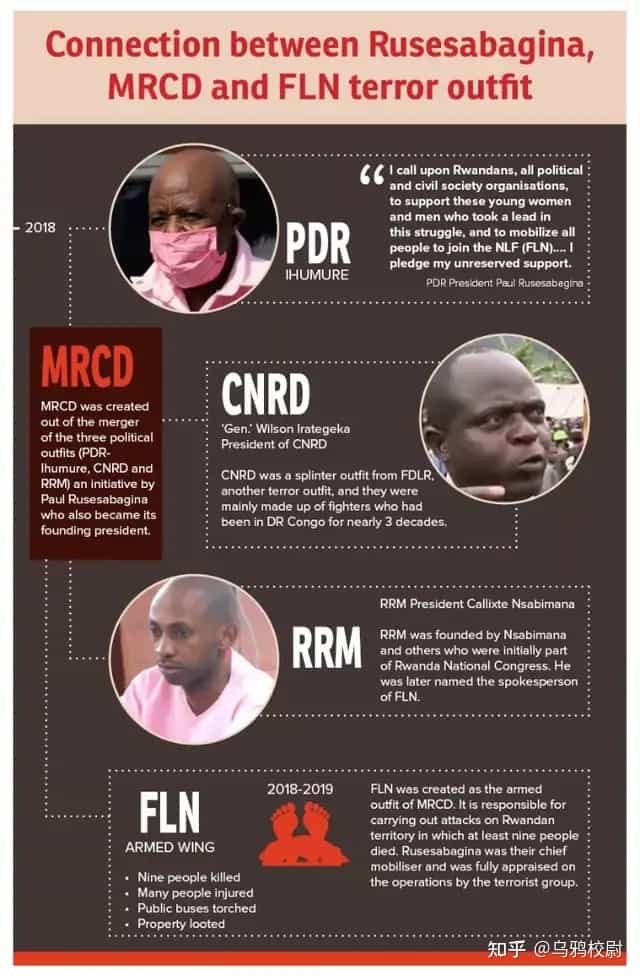 Connection between Rusesabagina,
MRCD and FLN terror outfit
2018
PDR
IHUMURE
“ I call upon Rwandans, all political
and civil society organisations,
to support these young women
and men who took a lead in
this struggle, and to mobilize all
people to join the NLF (FLN).... I
pledge my unreserved support.
PDR President Paul Rusesabagina
MRCD
MRCD was created
out of the merger
of the three political
outfits (PDR-
Ihumure, CNRD and
RRM) an initiative by
Paul Rusesabagina
who also became its
founding president.
CNRD
'Gen.' Wilson Irategeka
President of CNRD
CNRD was a splinter outfit from FDLR,
another terror outfit, and they were
mainly made up of fighters who had
been in DR Congo for nearly 3 decades.
RRM
RRM President Callixte Nsabimana
RRM was founded by Nsabimana
and others who were initially part
of Rwanda National Congress. He
was later named the spokesperson
of FLN.
FLN
ARMED WING
• Nine people killed
• Many people injured
• Public buses torched
• Property looted
2018-2019
FLN was created as the armed
outfit of MRCD. It is responsible for
carrying out attacks on Rwandan
territory in which at least nine people
died. Rusesabagina was their chief
mobiliser and was fully appraised on
the operations by the terrorist group.
知乎 @乌鸦校尉